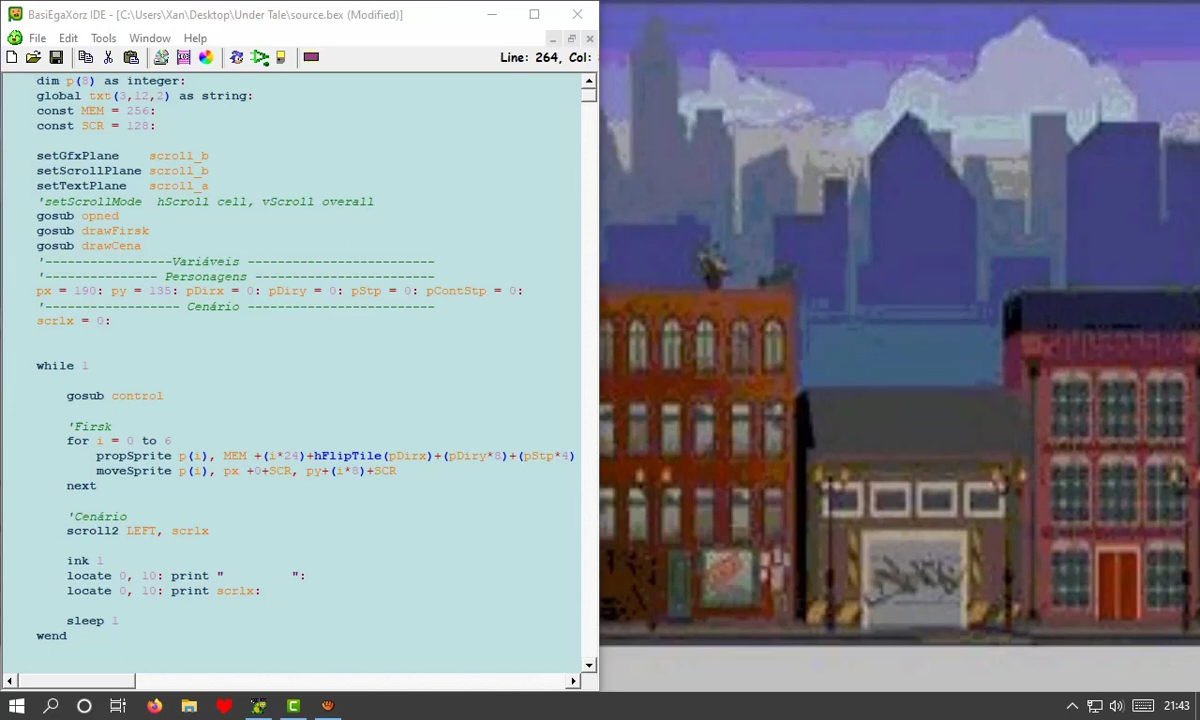 BasiEgaXorz IDE - [C:\Users\Xan\Desktop\Under Tale\source.bex (Modified)]
File Edit Tools Window Help
Line: 264, Col:
dim p(8) as integer:
global txt(3,12,2) as string:
const MEM = 256:
const SCR = 128:
setGfxPlane scroll_b
setScrollPlane scroll_b
setTextPlane scroll_a
'setScrollMode hScroll cell, vScroll overall
gosub opned
gosub drawFirsk
gosub drawCena
'-----------------Variáveis -------------------------
'--------------- Personagens ------------------------
px = 190: py = 135: pDirx = 0: pDiry = 0: pStp = 0: pContStp = 0:
'------------------ Cenário -------------------------
scrlx = 0:
while 1
gosub control
'Firsk
for i = 0 to 6
propSprite p(i), MEM +(i*24)+hFlipTile(pDirx)+(pDiry*8)+(pStp*4)
moveSprite p(i), px +0+SCR, py+(i*8)+SCR
next
'Cenário
scroll2 LEFT, scrlx
ink 1
locate 0, 10: print "         ":
locate 0, 10: print scrlx:
sleep 1
wend
21:43